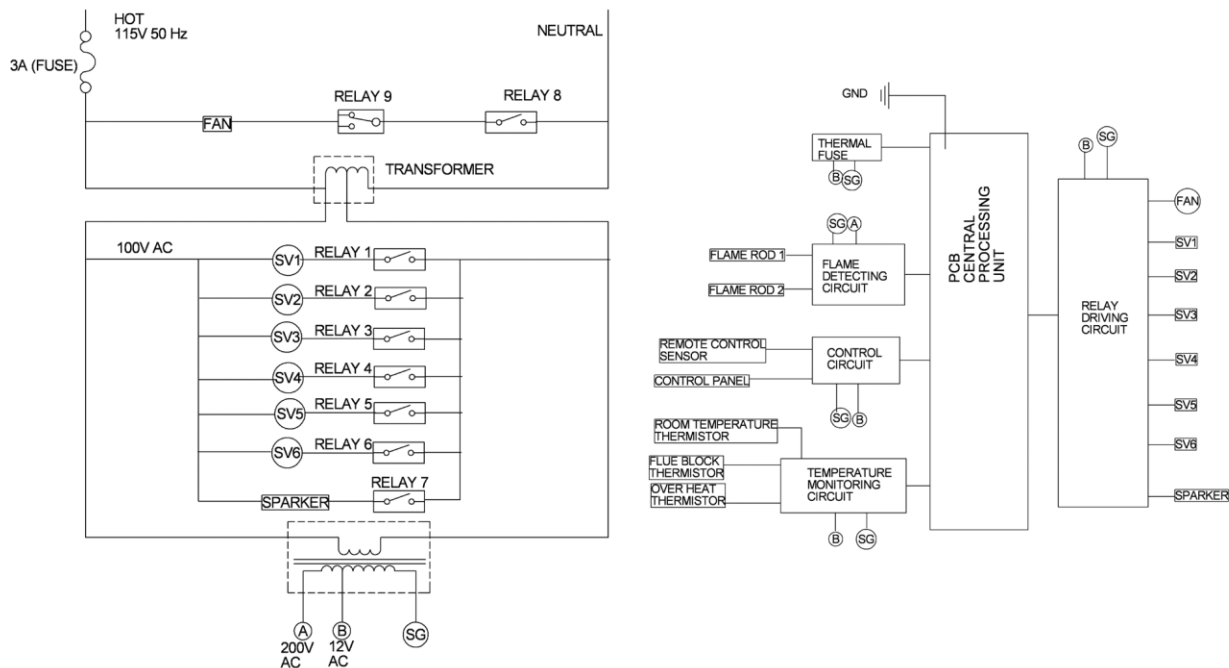 HOT
115V 50 Hz
NEUTRAL
3A (FUSE)
RELAY 9
RELAY 8
FAN
TRANSFORMER
100V AC
SV1
RELAY 1
SV2
RELAY 2
SV3
RELAY 3
SV4
RELAY 4
SV5
RELAY 5
SV6
RELAY 6
SPARKER
RELAY 7
A
B
SG
200V
AC
12V
AC
GND
THERMAL
FUSE
B
SG
SG
A
FLAME ROD 1
FLAME ROD 2
FLAME
DETECTING
CIRCUIT
REMOTE CONTROL
SENSOR
CONTROL PANEL
CONTROL
CIRCUIT
SG
B
ROOM TEMPERATURE
THERMISTOR
FLUE BLOCK
THERMISTOR
OVER HEAT
THERMISTOR
TEMPERATURE
MONITORING
CIRCUIT
B
SG
PCB
CENTRAL
PROCESSING
UNIT
B
SG
RELAY
DRIVING
CIRCUIT
FAN
SV1
SV2
SV3
SV4
SV5
SV6
SPARKER